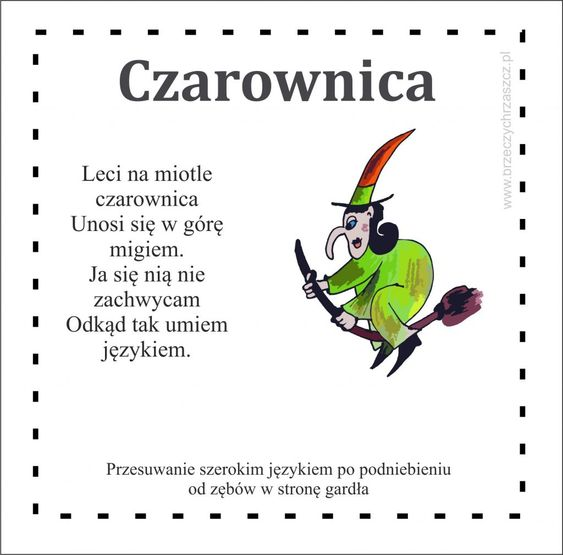 Czarownica
www.brzeczychrzaszcz.pl
Leci na miotle
czarownica
Unosi się w górę
migiem.
Ja się nią nie
zachwycam
Odkąd tak umiem
językiem.
Przesuwanie szerokim językiem po podniebieniu
od zębów w stronę gardła